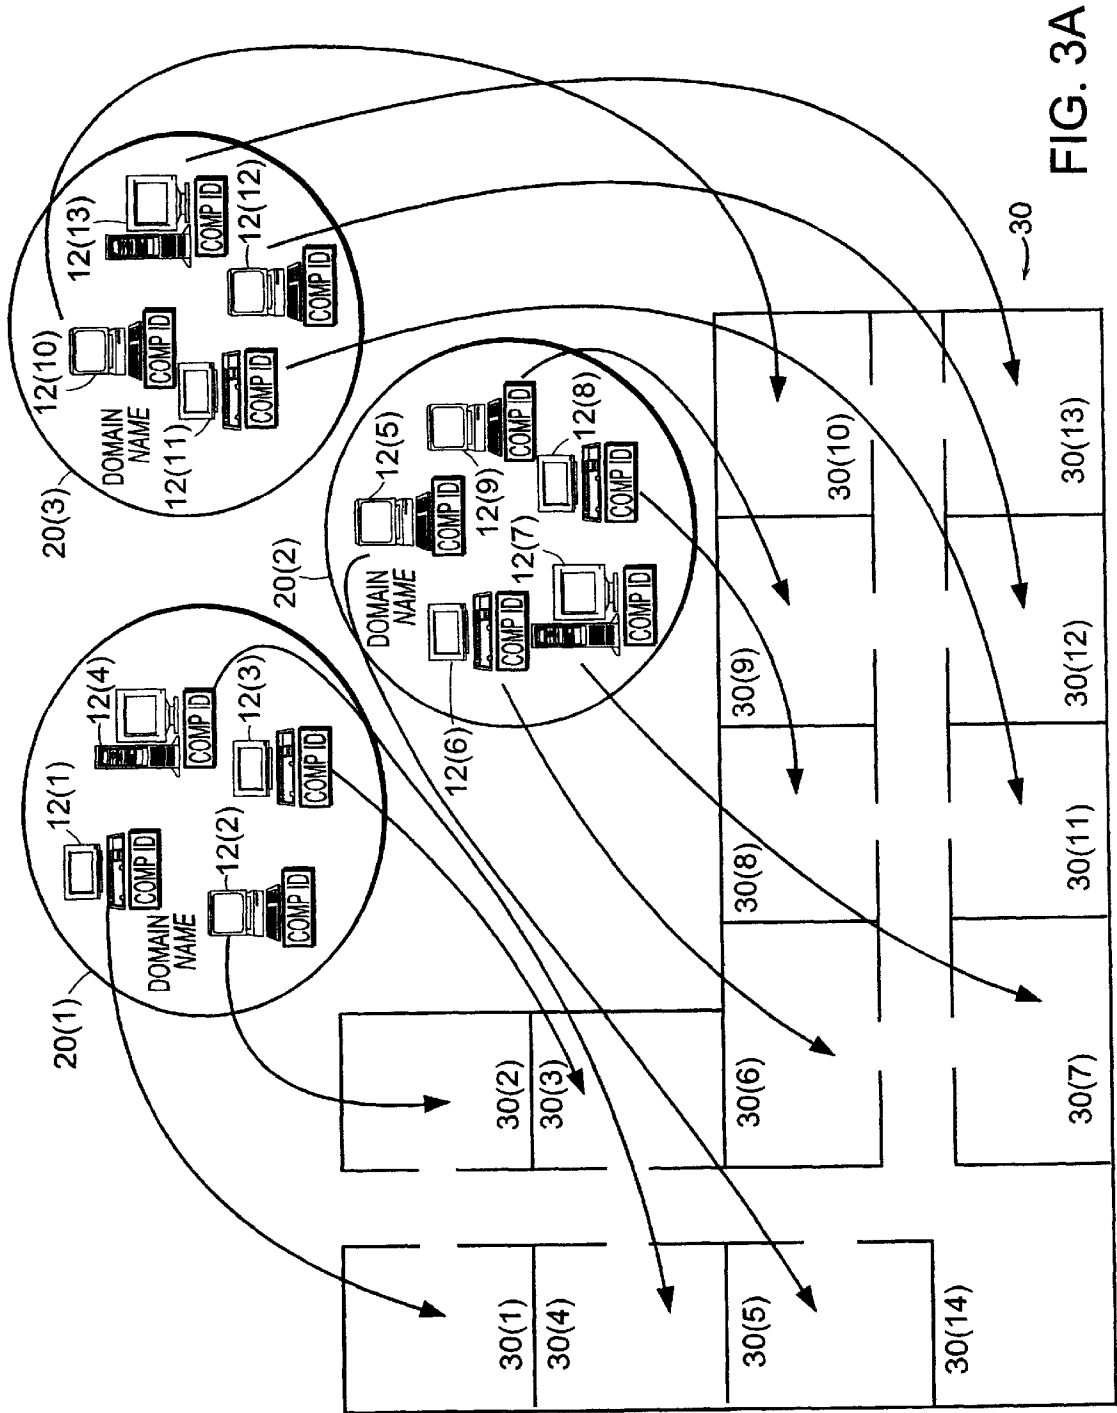 20(1)
12(1)
COMP ID
12(4)
COMP ID
DOMAIN
NAME
12(2)
COMP ID
12(3)
COMP ID
20(2)
DOMAIN
NAME
12(5)
COMP ID
12(9)
COMP ID
12(6)
COMP ID
12(7)
COMP ID
12(8)
COMP ID
20(3)
12(10)
COMP ID
12(13)
COMP ID
DOMAIN
NAME
12(11)
COMP ID
12(12)
COMP ID
30(1)
30(2)
30(3)
30(4)
30(5)
30(6)
30(7)
30(8)
30(9)
30(10)
30(11)
30(12)
30(13)
30(14)
30
FIG. 3A